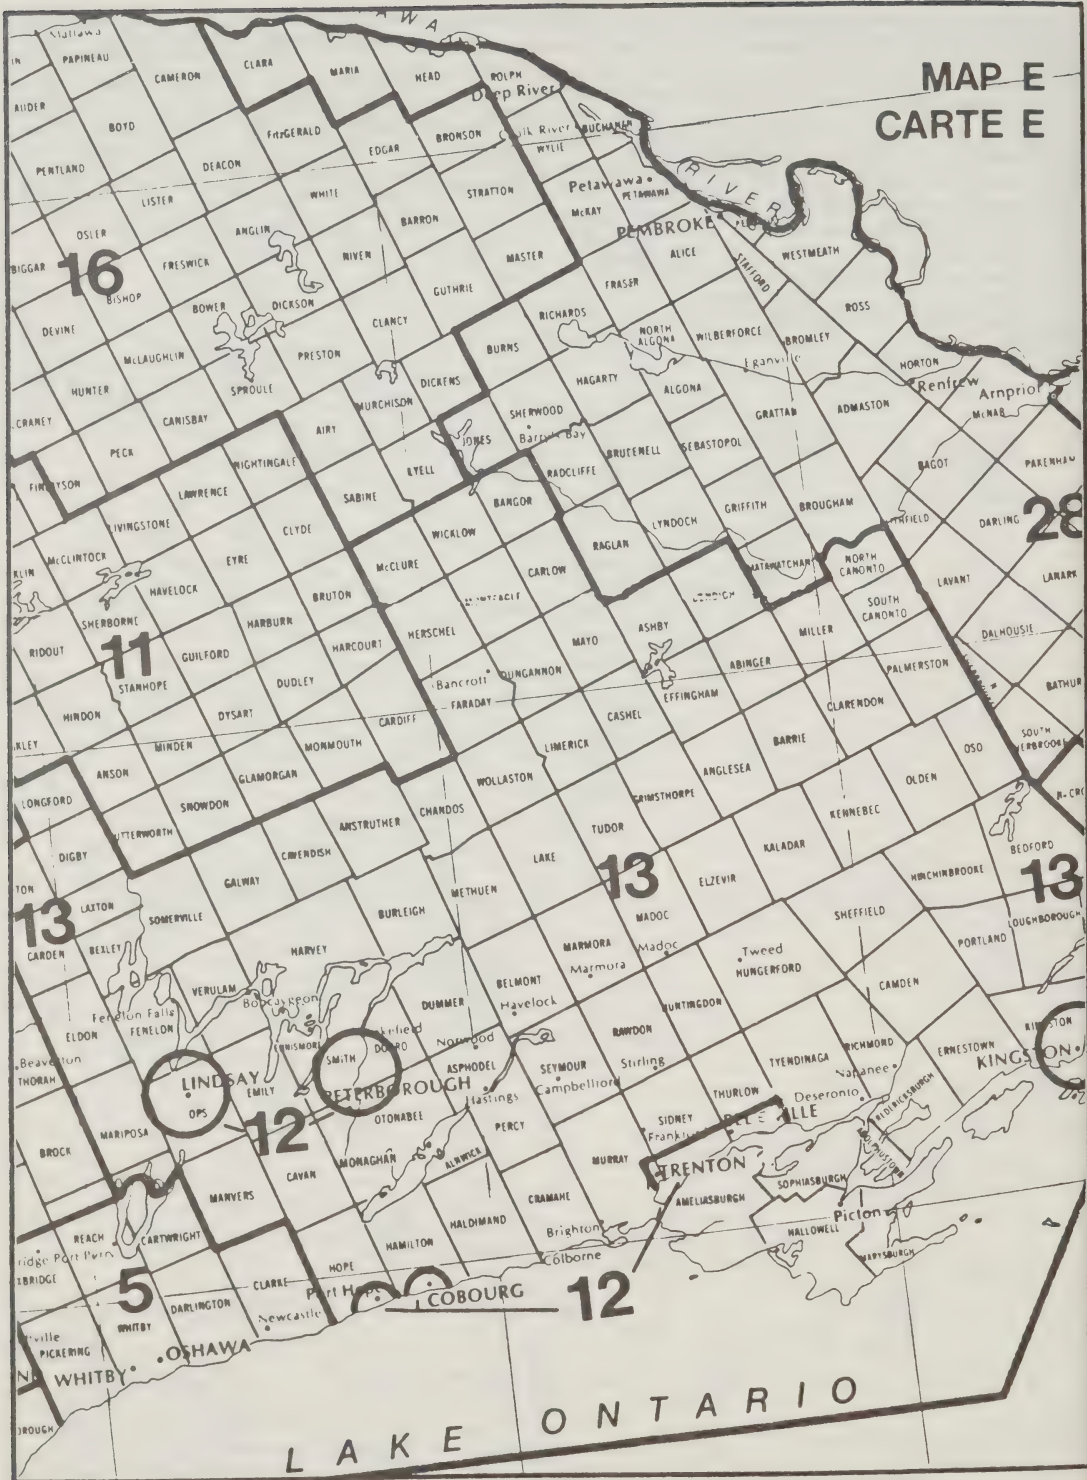 MAP E
CARTE E
Mattawa
PAPINEAU
CAMERON
CLARA
MARIA
HEAD
ROLPH
Deep River
BOYD
FitzGERALD
EDGAR
BRONSON
BUCHANAN
WYLIE
PENTLAND
DEACON
WHITE
STRATTON
Petawawa
PETAWAWA
McKAY
LISTER
BARRON
RIVER
OSLER
ANGLIN
PEMBROKE
BIGGAR
16
FRESWICK
NIVEN
MASTER
ALICE
STAFFORD
WESTMEATH
BISHOP
BOWER
DICKSON
GUTHRIE
FRASER
ROSS
DEVINE
McLAUGHLIN
CLANCY
RICHARDS
NORTH
ALGONA
WILBERFORCE
BROMLEY
PRESTON
BURNS
HORTON
HUNTER
SPROULE
DICKENS
HAGARTY
ALGONA
Renfrew
Arnprior
McNAB
CANISBAY
MURCHISON
SHERWOOD
GRATTAN
ADMASTON
PECK
AIRY
JONES
Barry's Bay
BRUDENELL
SEBASTOPOL
BAGOT
PAKENHAM
NIGHTINGALE
LYELL
RADCLIFFE
LAWRENCE
SABINE
BANGOR
GRIFFITH
BROUGHAM
28
LIVINGSTONE
CLYDE
WICKLOW
LYNDOCH
DARLING
McCLINTOCK
EYRE
McCLURE
CARLOW
RAGLAN
MATAWATCHAN
NORTH
CANONTO
LAVANT
LANARK
HAVELOCK
BRUTON
SOUTH
CANONTO
SHERBORNE
HARBURN
HERSCHEL
MAYO
ASHBY
MILLER
DALHOUSIE
RIDOUT
11
GUILFORD
HARCOURT
ABINGER
PALMERSTON
STANHOPE
DUDLEY
Bancroft
DUNGANNON
EFFINGHAM
BATHUR
HINDON
DYSART
CARDIFF
FARADAY
CASHEL
CLARENDON
MINDEN
MONMOUTH
LIMERICK
BARRIE
OSO
SOUTH
ANSON
GLAMORGAN
WOLLASTON
ANGLESEA
OLDEN
LONGFORD
SNOWDON
CHANDOS
GRIMSTHORPE
KENNEBEC
ANSTRUTHER
TUDOR
DIGBY
CAVENDISH
LAKE
KALADAR
BEDFORD
GALWAY
13
ELZEVIR
HINCHINBROOKE
13
13
LAXTON
METHUEN
SOMERVILLE
BURLEIGH
MADOC
SHEFFIELD
LOUGHBOROUGH
CARDEN
BEXLEY
HARVEY
MARMORA
Madoc
Tweed
PORTLAND
Marmora
HUNGERFORD
VERULAM
BELMONT
CAMDEN
Bobcaygeon
DUMMER
Havelock
HUNTINGDON
Fenelon Falls
ELDON
FENELON
RAWDON
SMITH
Norwood
RICHMOND
ERNESTOWN
KINGSTON
Beaverton
ASPHODEL
SEYMOUR
Stirling
TYENDINAGA
KINGSTON
THORAH
LINDSAY
Campbellford
Napanee
OPS
EMILY
PETERBOROUGH
Hastings
THURLOW
Deseronto
12
OTONABEE
PERCY
SIDNEY
MARIPOSA
BROCK
MONAGHAN
MURRAY
TRENTON
CAVAN
ALNWICK
SOPHIASBURGH
MANVERS
CRAMAHE
AMELIASBURGH
Picton
REACH
CARTWRIGHT
HALDIMAND
Brighton
HALLOWELL
HAMILTON
Colborne
MARYSBURGH
5
CLARKE
HOPE
Port Hope
COBOURG
12
DARLINGTON
Newcastle
WHITBY
PICKERING
OSHAWA
WHITBY
LAKE ONTARIO